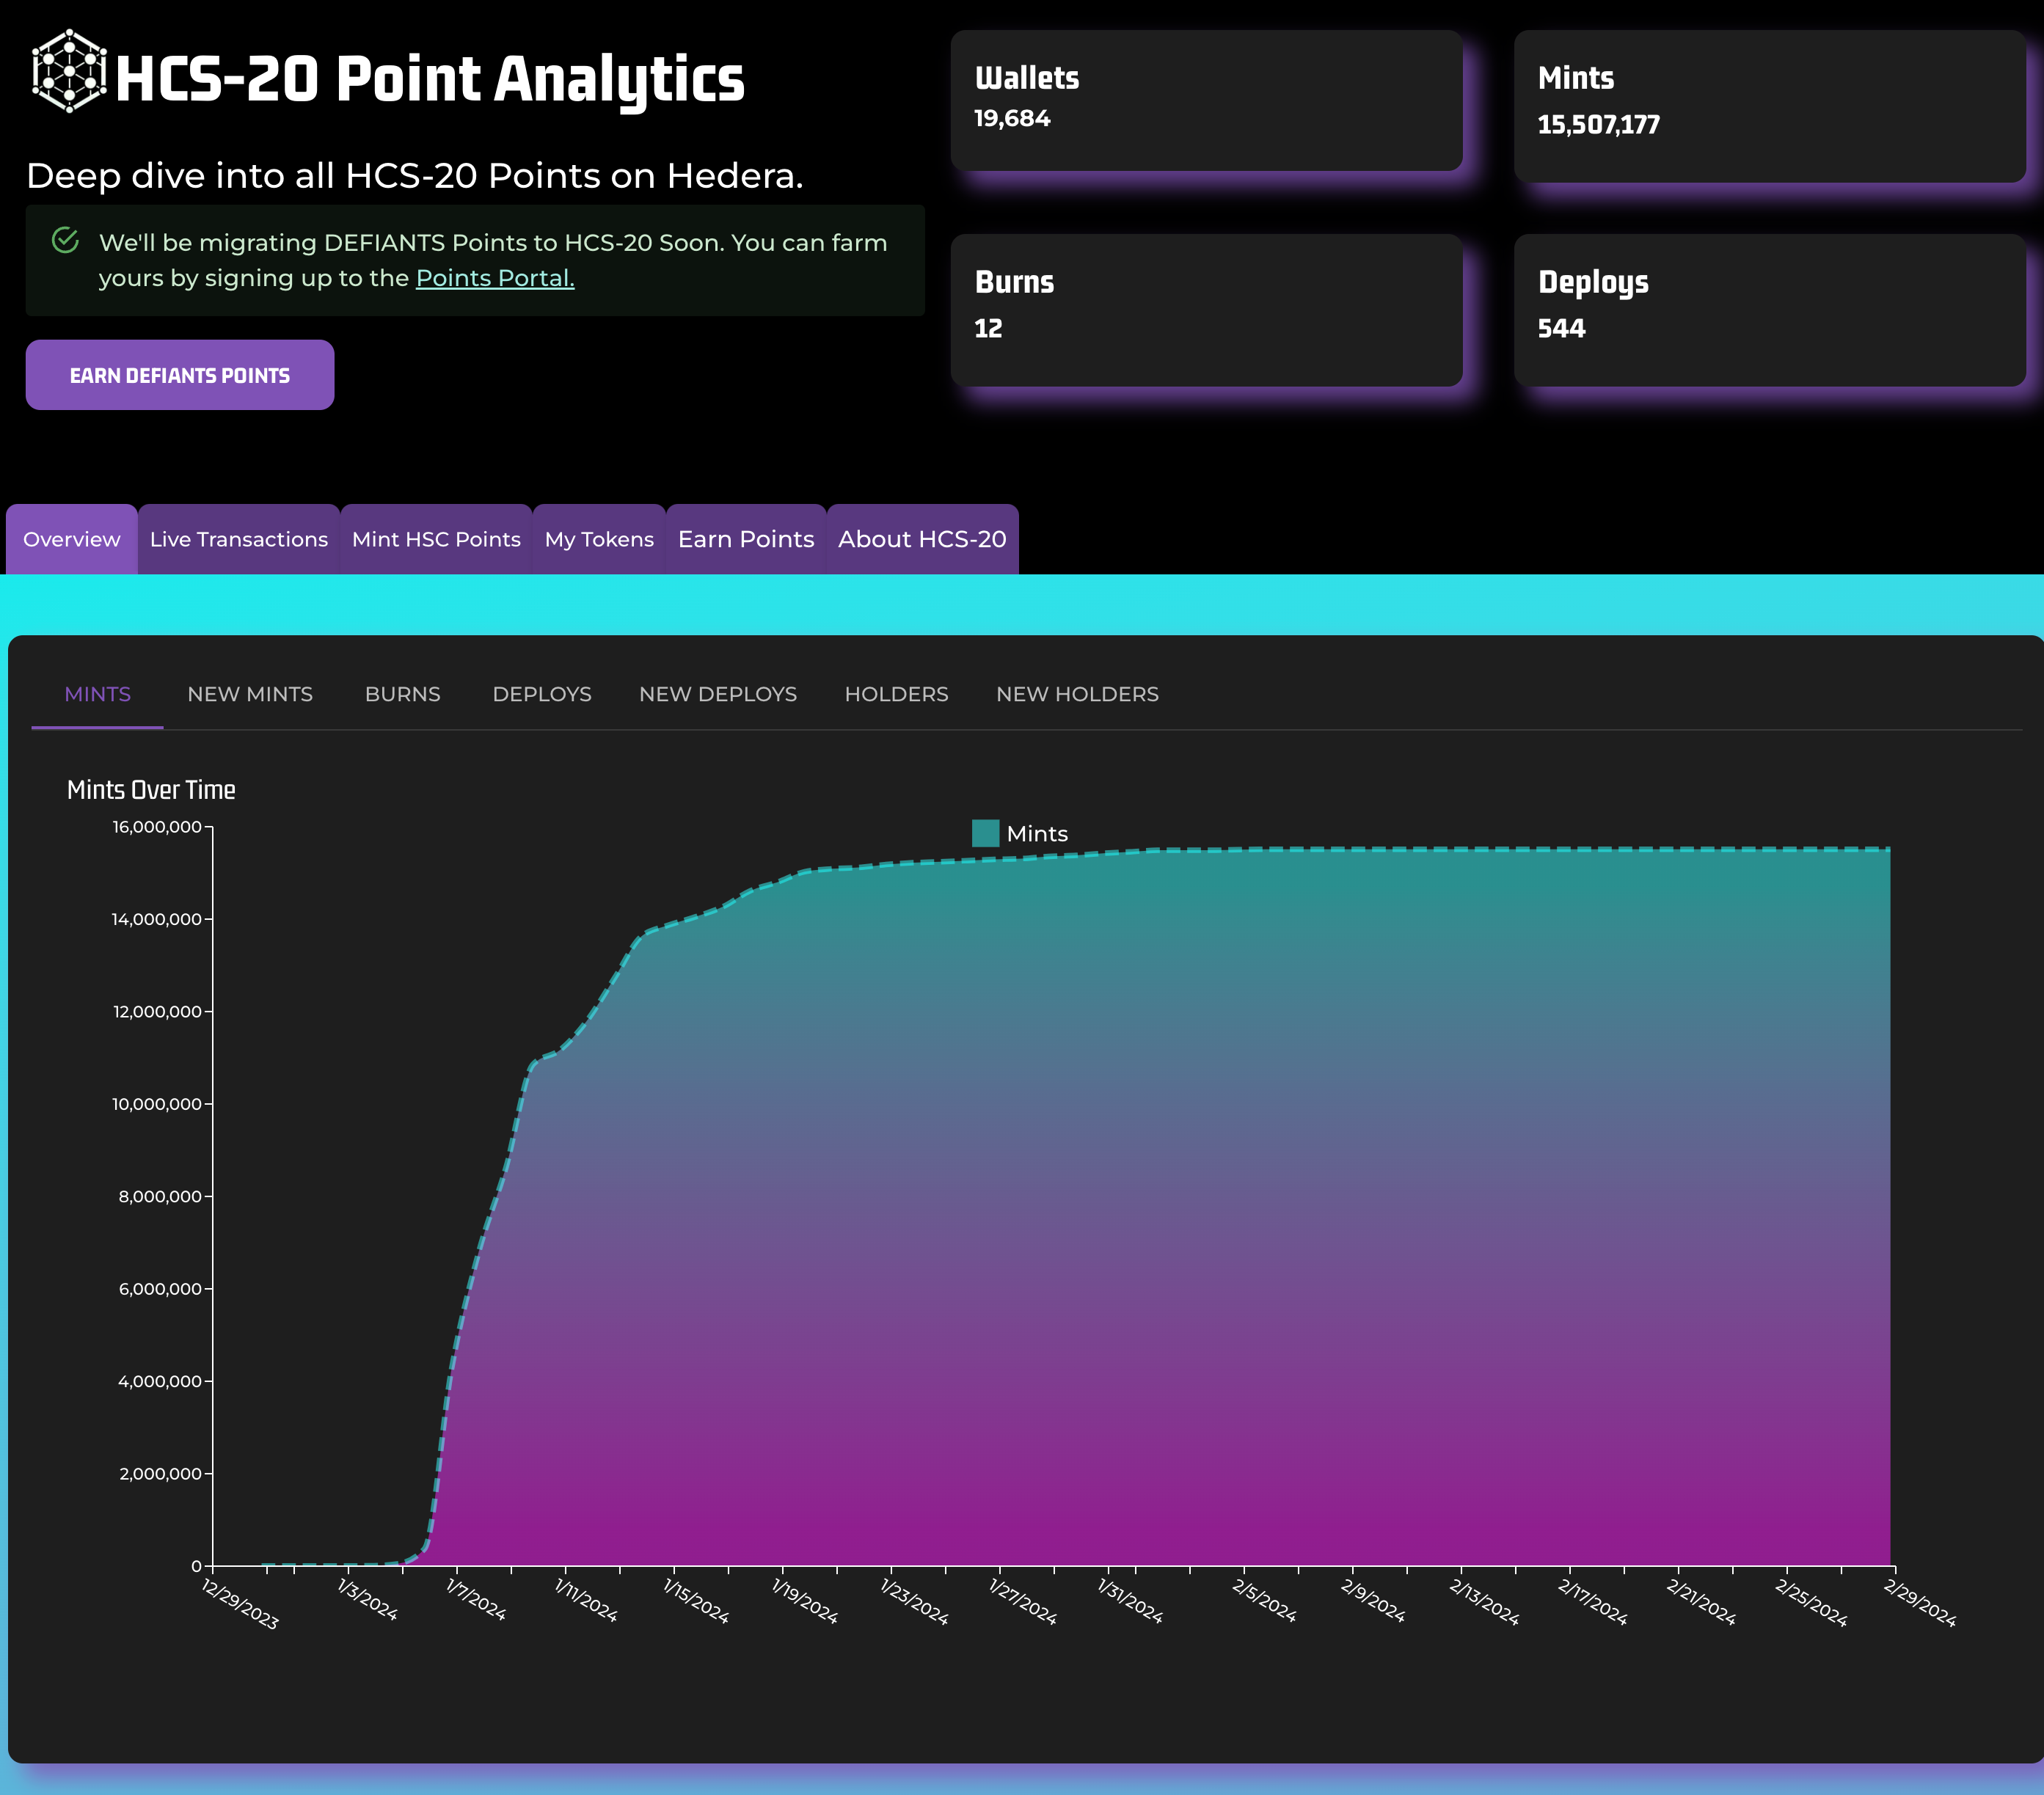 HCS-20 Point Analytics
Deep dive into all HCS-20 Points on Hedera.
We'll be migrating DEFIANTS Points to HCS-20 Soon. You can farm
yours by signing up to the Points Portal.
EARN DEFIANTS POINTS
Wallets
19,684
Mints
15,507,177
Burns
12
Deploys
544
Overview
Live Transactions
Mint HSC Points
My Tokens
Earn Points
About HCS-20
MINTS
NEW MINTS
BURNS
DEPLOYS
NEW DEPLOYS
HOLDERS
NEW HOLDERS
Mints Over Time
Mints
16,000,000
14,000,000
12,000,000
10,000,000
8,000,000
6,000,000
4,000,000
2,000,000
0
12/29/2023
1/3/2024
1/7/2024
1/11/2024
1/15/2024
1/19/2024
1/23/2024
1/27/2024
1/31/2024
2/5/2024
2/9/2024
2/13/2024
2/17/2024
2/21/2024
2/25/2024
2/29/2024